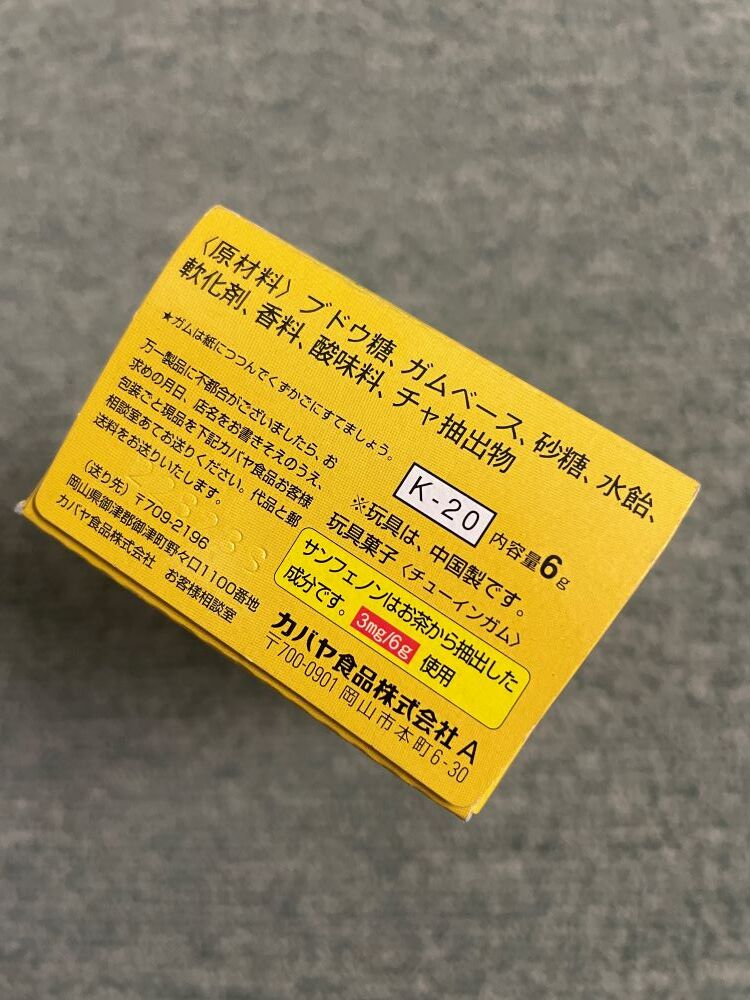 〈原材料〉ブドウ糖、ガムベース、砂糖、水飴、
軟化剤、香料、酸味料、チャ抽出物
★ガムは紙につつんでくずかごにすてましょう。
万一製品に不都合がございましたら、お
求めの月日、店名をお書きそえのうえ、
包装ごと現品を下記カバヤ食品お客様
相談室あてお送りください。代品と郵
送料をお送りいたします。
(送り先)〒709-2196
岡山県御津郡御津町野々口1100番地
カバヤ食品株式会社 お客様相談室
K-20
内容量6g
※玩具は、中国製です。
玩具菓子〈チューインガム〉
サンフェノンはお茶から抽出した
成分です。 3mg/6g 使用
カバヤ食品株式会社 A
〒700-0901 岡山市本町6-30